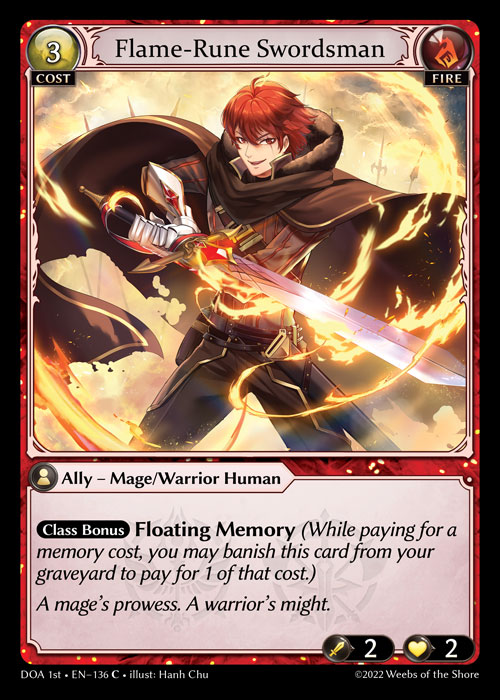 3
COST
Flame-Rune Swordsman
FIRE
Ally – Mage/Warrior Human
Class Bonus Floating Memory (While paying for a
memory cost, you may banish this card from your
graveyard to pay for 1 of that cost.)
A mage's prowess. A warrior's might.
2
2
DOA 1st • EN–136 C • illust: Hanh Chu
©2022 Weebs of the Shore